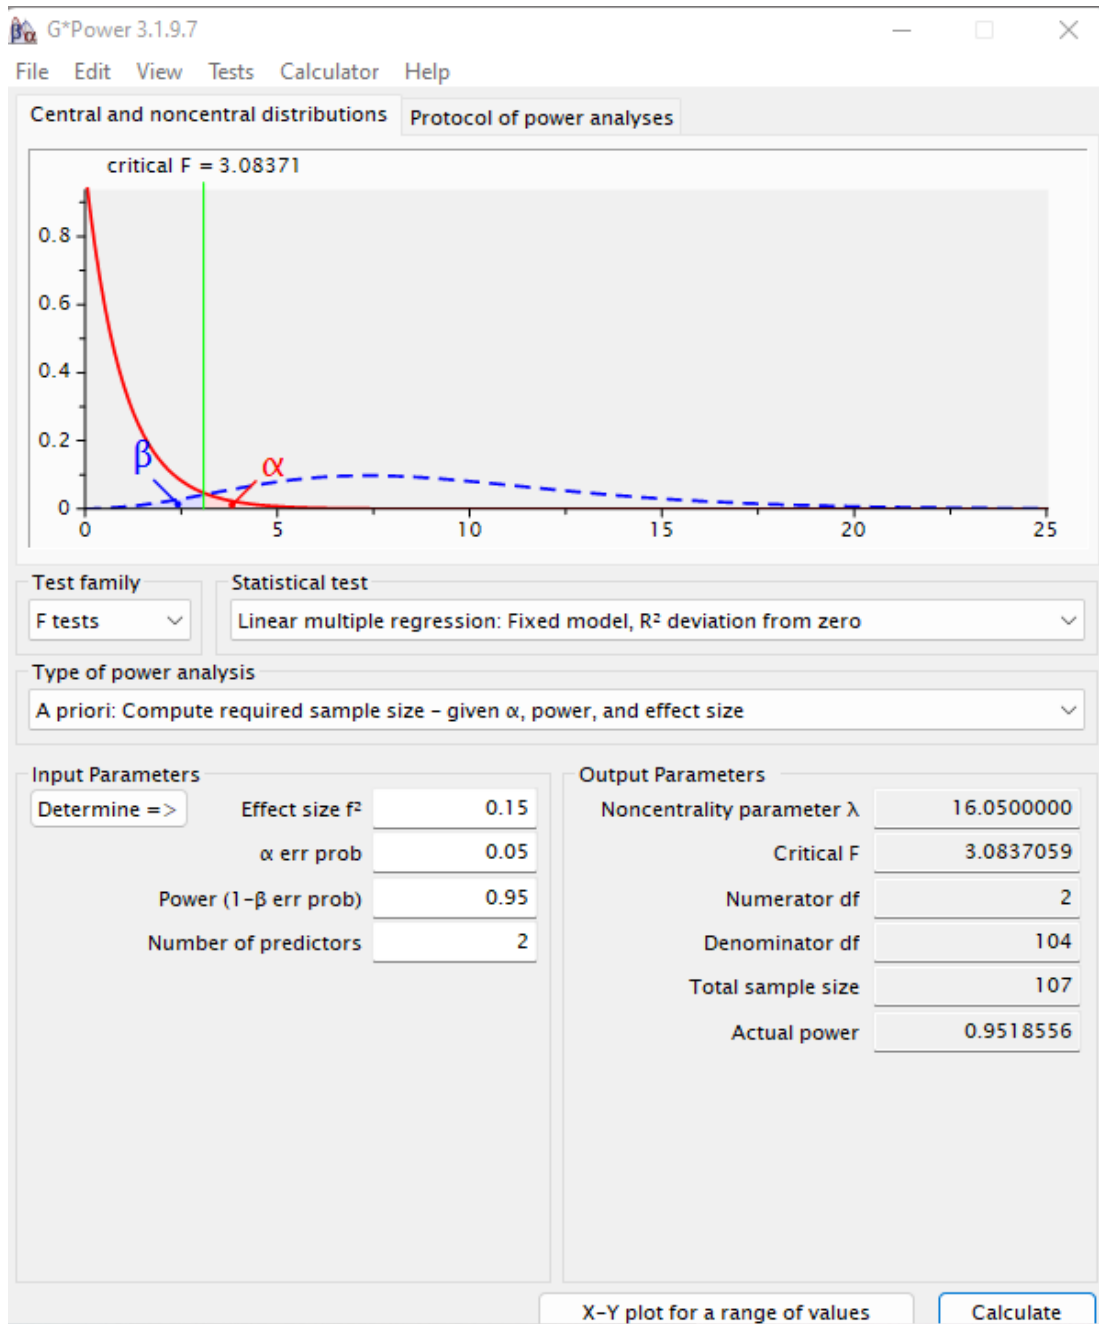 G*Power 3.1.9.7
File Edit View Tests Calculator Help
Central and noncentral distributions Protocol of power analyses
critical F = 3.08371
0.8
0.6
0.4
0.2
0
β
α
0 5 10 15 20 25
Test family Statistical test
F tests Linear multiple regression: Fixed model, R² deviation from zero
Type of power analysis
A priori: Compute required sample size – given α, power, and effect size
Input Parameters Output Parameters
Determine => Effect size f² 0.15 Noncentrality parameter λ 16.0500000
α err prob 0.05 Critical F 3.0837059
Power (1–β err prob) 0.95 Numerator df 2
Number of predictors 2 Denominator df 104
Total sample size 107
Actual power 0.9518556
X–Y plot for a range of values Calculate